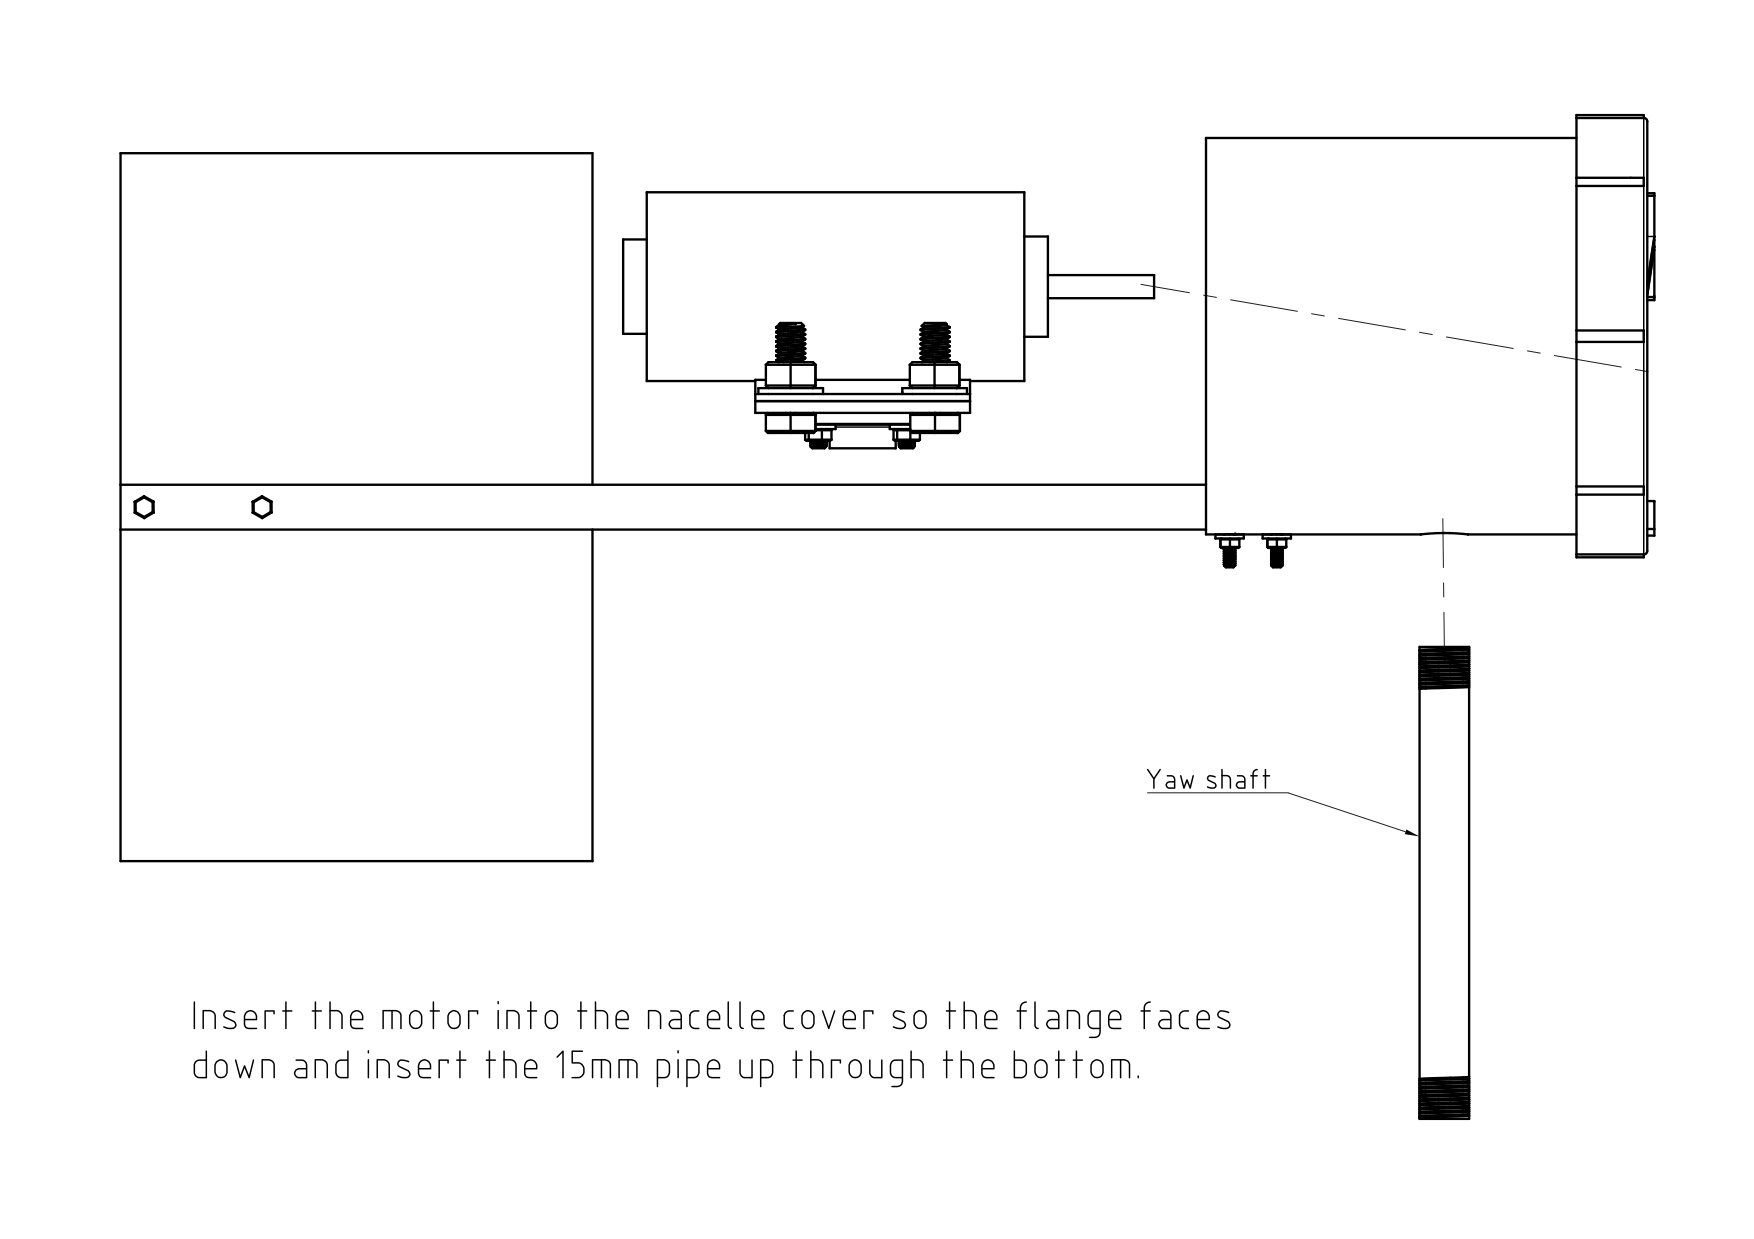 Yaw shaft
Insert the motor into the nacelle cover so the flange faces
down and insert the 15mm pipe up through the bottom.